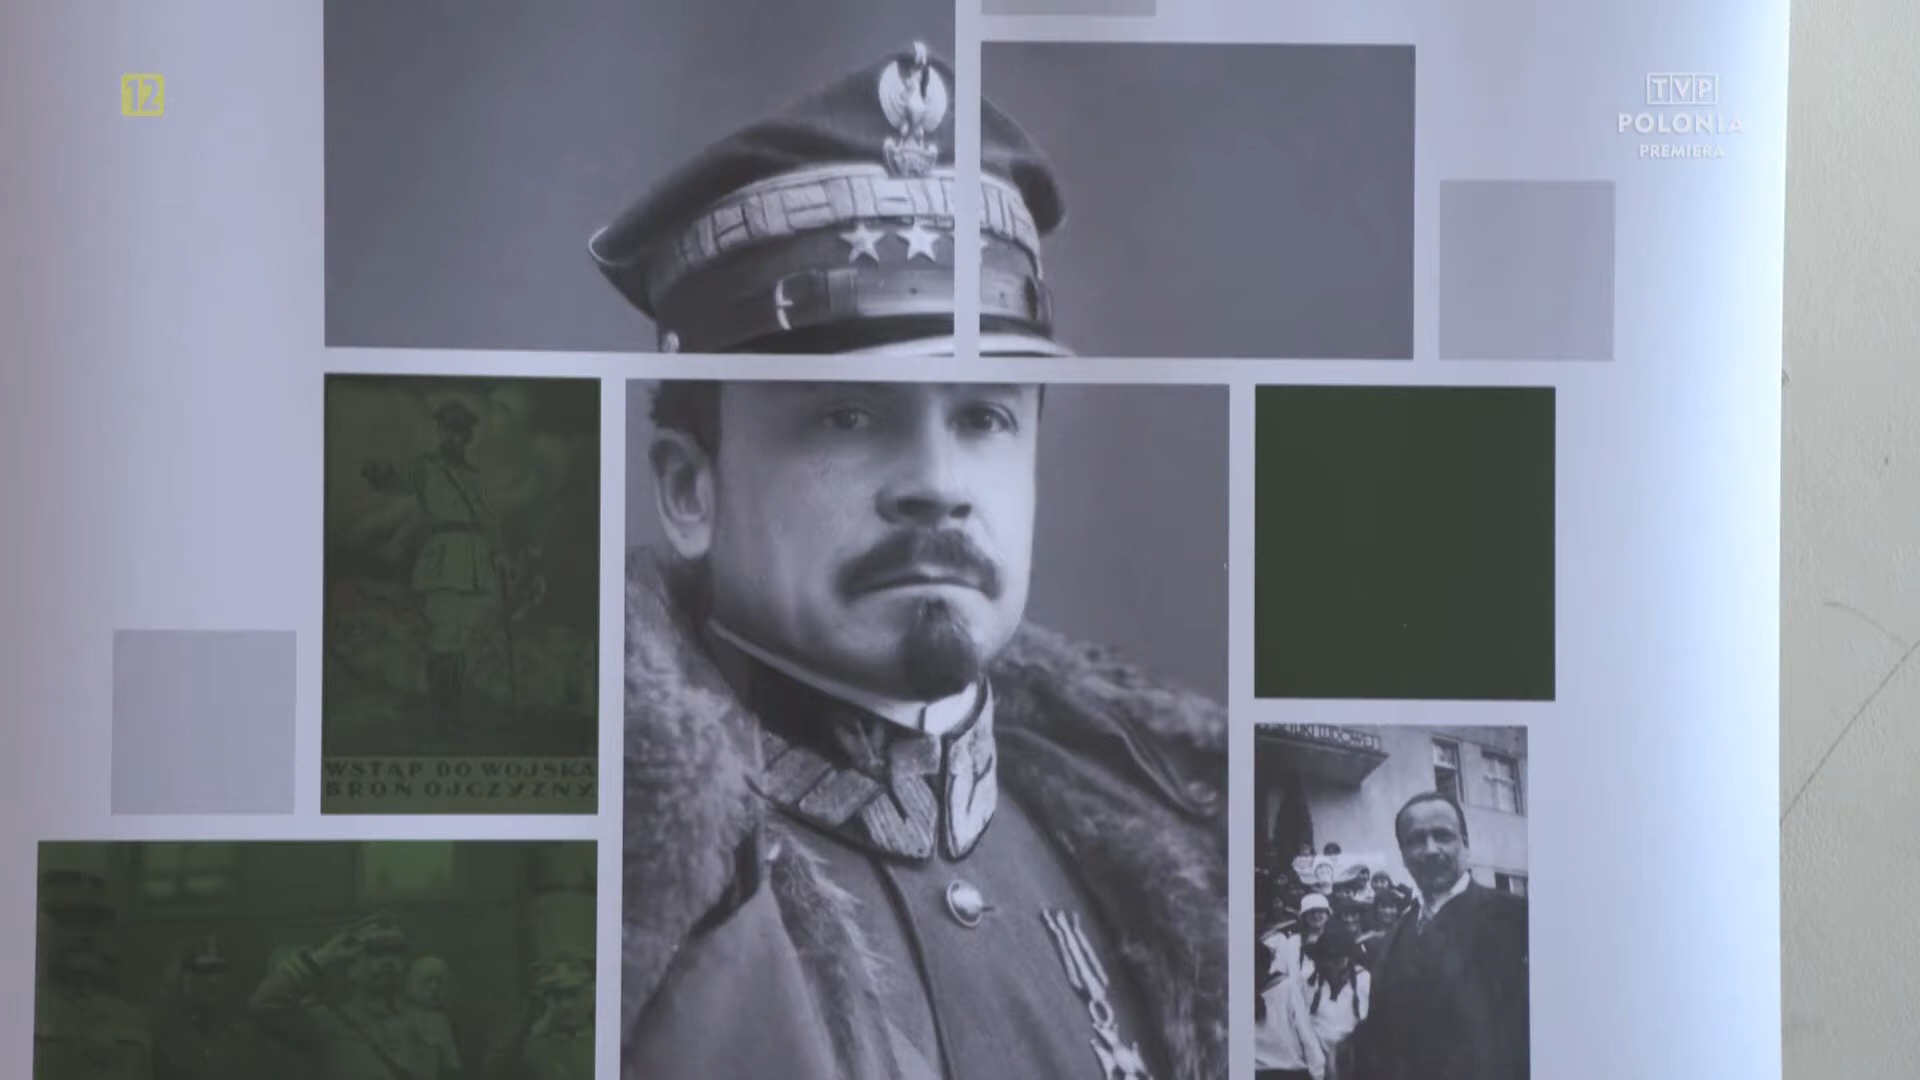 12
TVP
POLONIA
PREMIERA
WSTĄP DO WOJSKA
BROŃ OJCZYZNY